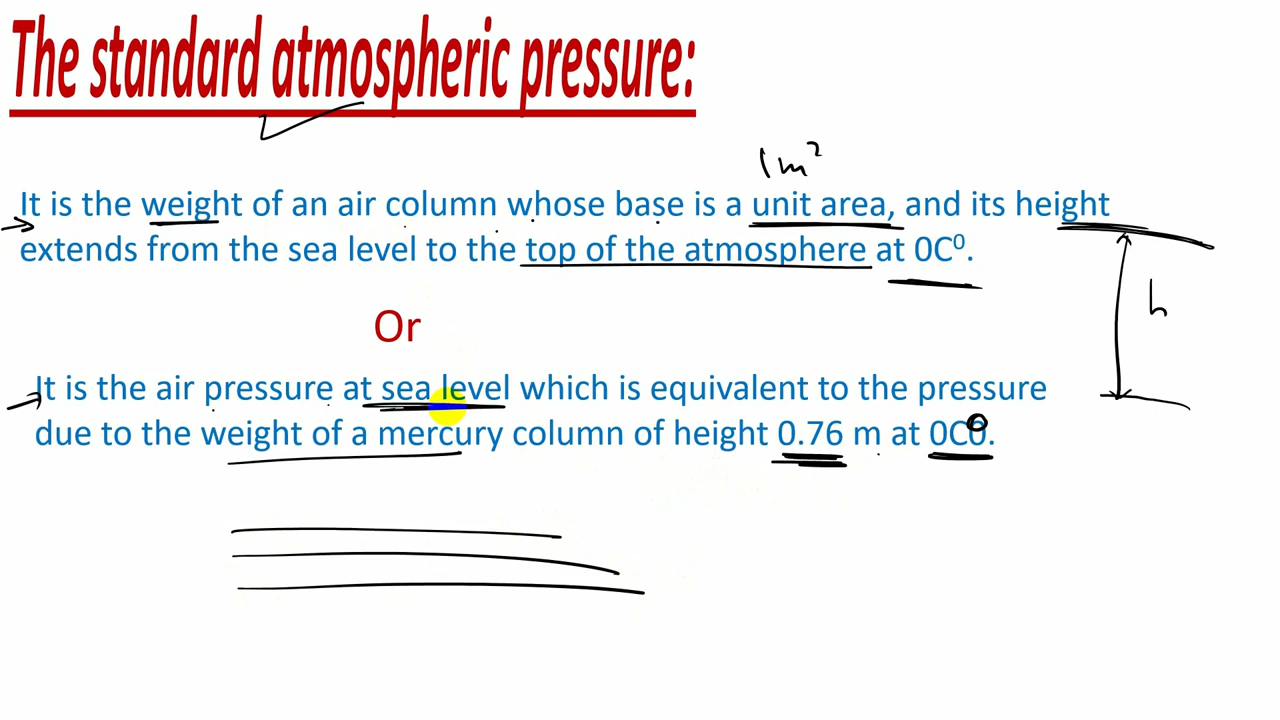 The standard atmospheric pressure:
1m²
It is the weight of an air column whose base is a unit area, and its height
extends from the sea level to the top of the atmosphere at 0C⁰.
h
Or
It is the air pressure at sea level which is equivalent to the pressure
due to the weight of a mercury column of height 0.76 m at 0C0.